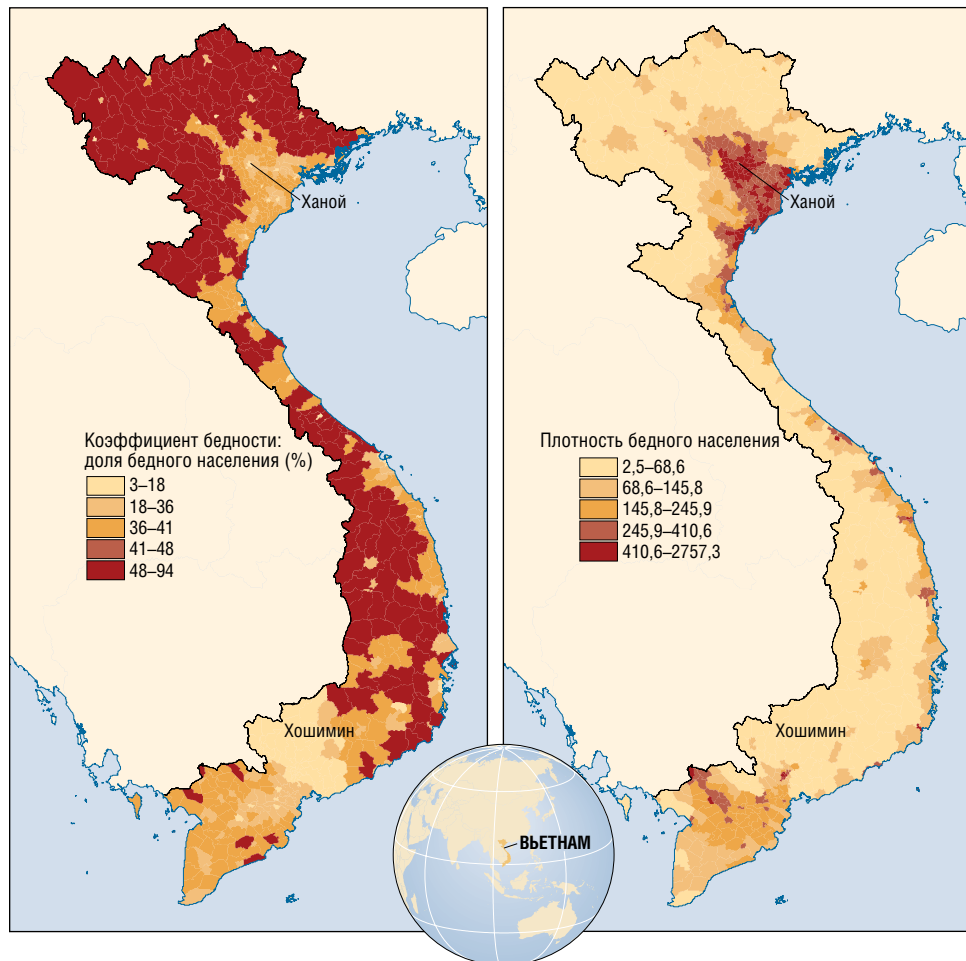 Ханой
Коэффициент бедности:
доля бедного населения (%)
3–18
18–36
36–41
41–48
48–94
Хошимин
Ханой
Плотность бедного населения
2,5–68,6
68,6–145,8
145,8–245,9
245,9–410,6
410,6–2757,3
Хошимин
ВЬЕТНАМ